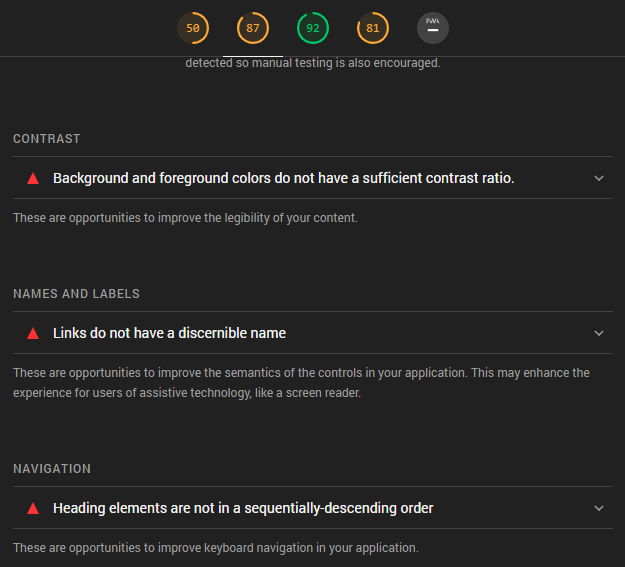 50 87 92 81 PWA
detected so manual testing is also encouraged.
CONTRAST
Background and foreground colors do not have a sufficient contrast ratio.
These are opportunities to improve the legibility of your content.
NAMES AND LABELS
Links do not have a discernible name
These are opportunities to improve the semantics of the controls in your application. This may enhance the
experience for users of assistive technology, like a screen reader.
NAVIGATION
Heading elements are not in a sequentially-descending order
These are opportunities to improve keyboard navigation in your application.